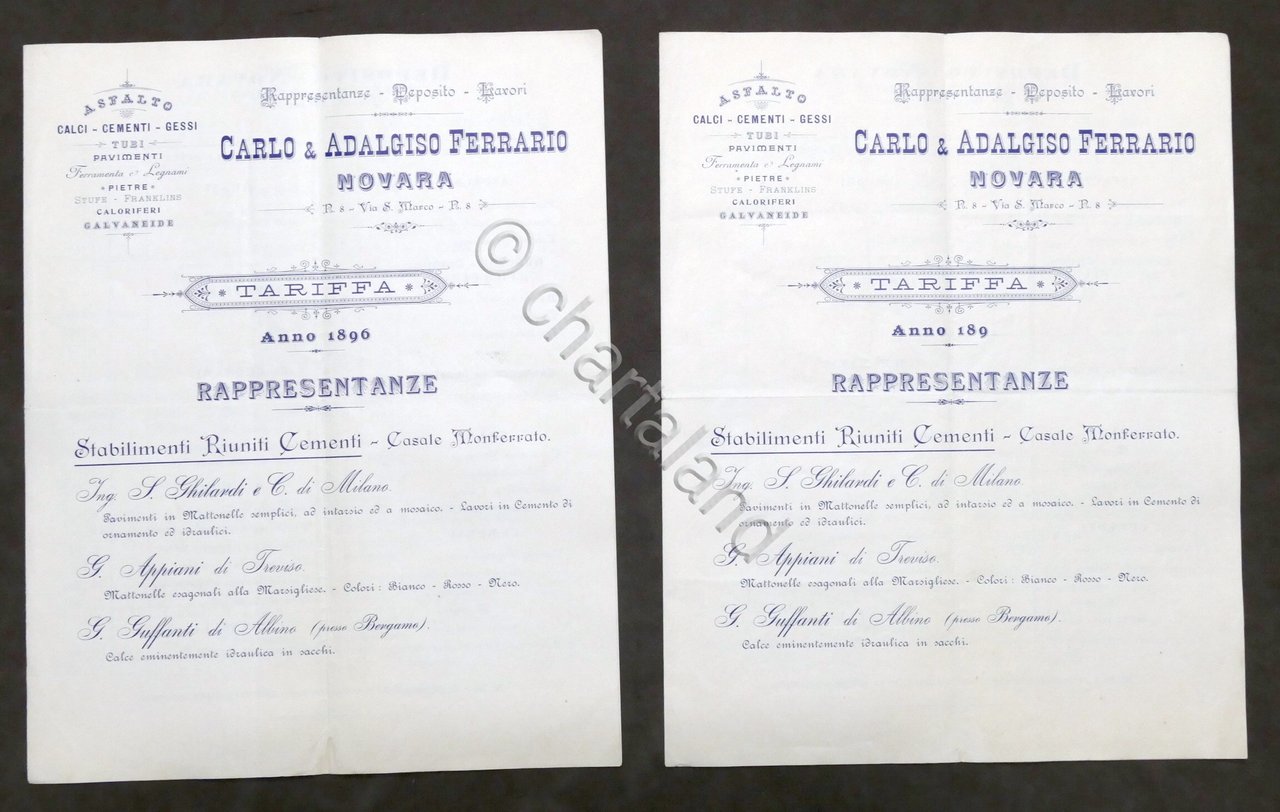 ASFALTO
CALCI - CEMENTI - GESSI
TUBI
PAVIMENTI
Ferramenta e Legnami
PIETRE
STUFE - FRANKLINS
CALORIFERI
GALVANEIDE
Rappresentanze - Deposito - Lavori
CARLO & ADALGISO FERRARIO
NOVARA
N. 8 - Via S. Marco - N. 8
* TARIFFA *
Anno 1896
RAPPRESENTANZE
Stabilimenti Riuniti Cementi - Casale Monferrato.
Ing. S. Ghilardi e C. di Milano.
Pavimenti in Mattonelle semplici, ad intarsio ed a mosaico. - Lavori in Cemento di
ornamento ed idraulici.
G. Appiani di Treviso.
Mattonelle esagonali alla Marsigliese. - Colori: Bianco - Rosso - Nero.
G. Guffanti di Albino (presso Bergamo).
Calce eminentemente idraulica in sacchi.
ASFALTO
CALCI - CEMENTI - GESSI
TUBI
PAVIMENTI
Ferramenta e Legnami
PIETRE
STUFE - FRANKLINS
CALORIFERI
GALVANEIDE
Rappresentanze - Deposito - Lavori
CARLO & ADALGISO FERRARIO
NOVARA
N. 8 - Via S. Marco - N. 8
* TARIFFA *
Anno 189
RAPPRESENTANZE
Stabilimenti Riuniti Cementi - Casale Monferrato.
Ing. S. Ghilardi e C. di Milano.
Pavimenti in Mattonelle semplici, ad intarsio ed a mosaico. - Lavori in Cemento di
ornamento ed idraulici.
G. Appiani di Treviso.
Mattonelle esagonali alla Marsigliese. - Colori: Bianco - Rosso - Nero.
G. Guffanti di Albino (presso Bergamo).
Calce eminentemente idraulica in sacchi.
© chartaland